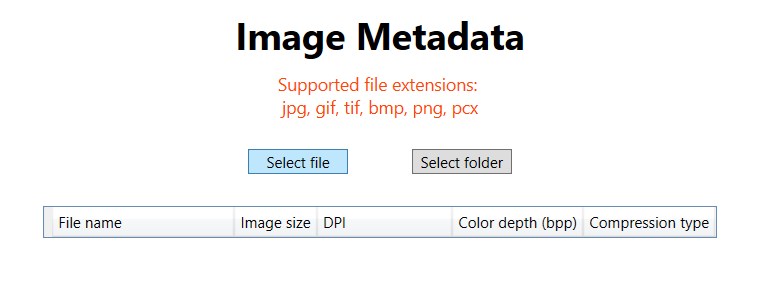 Image Metadata
Supported file extensions:
jpg, gif, tif, bmp, png, pcx
Select file
Select folder
File name
Image size
DPI
Color depth (bpp)
Compression type